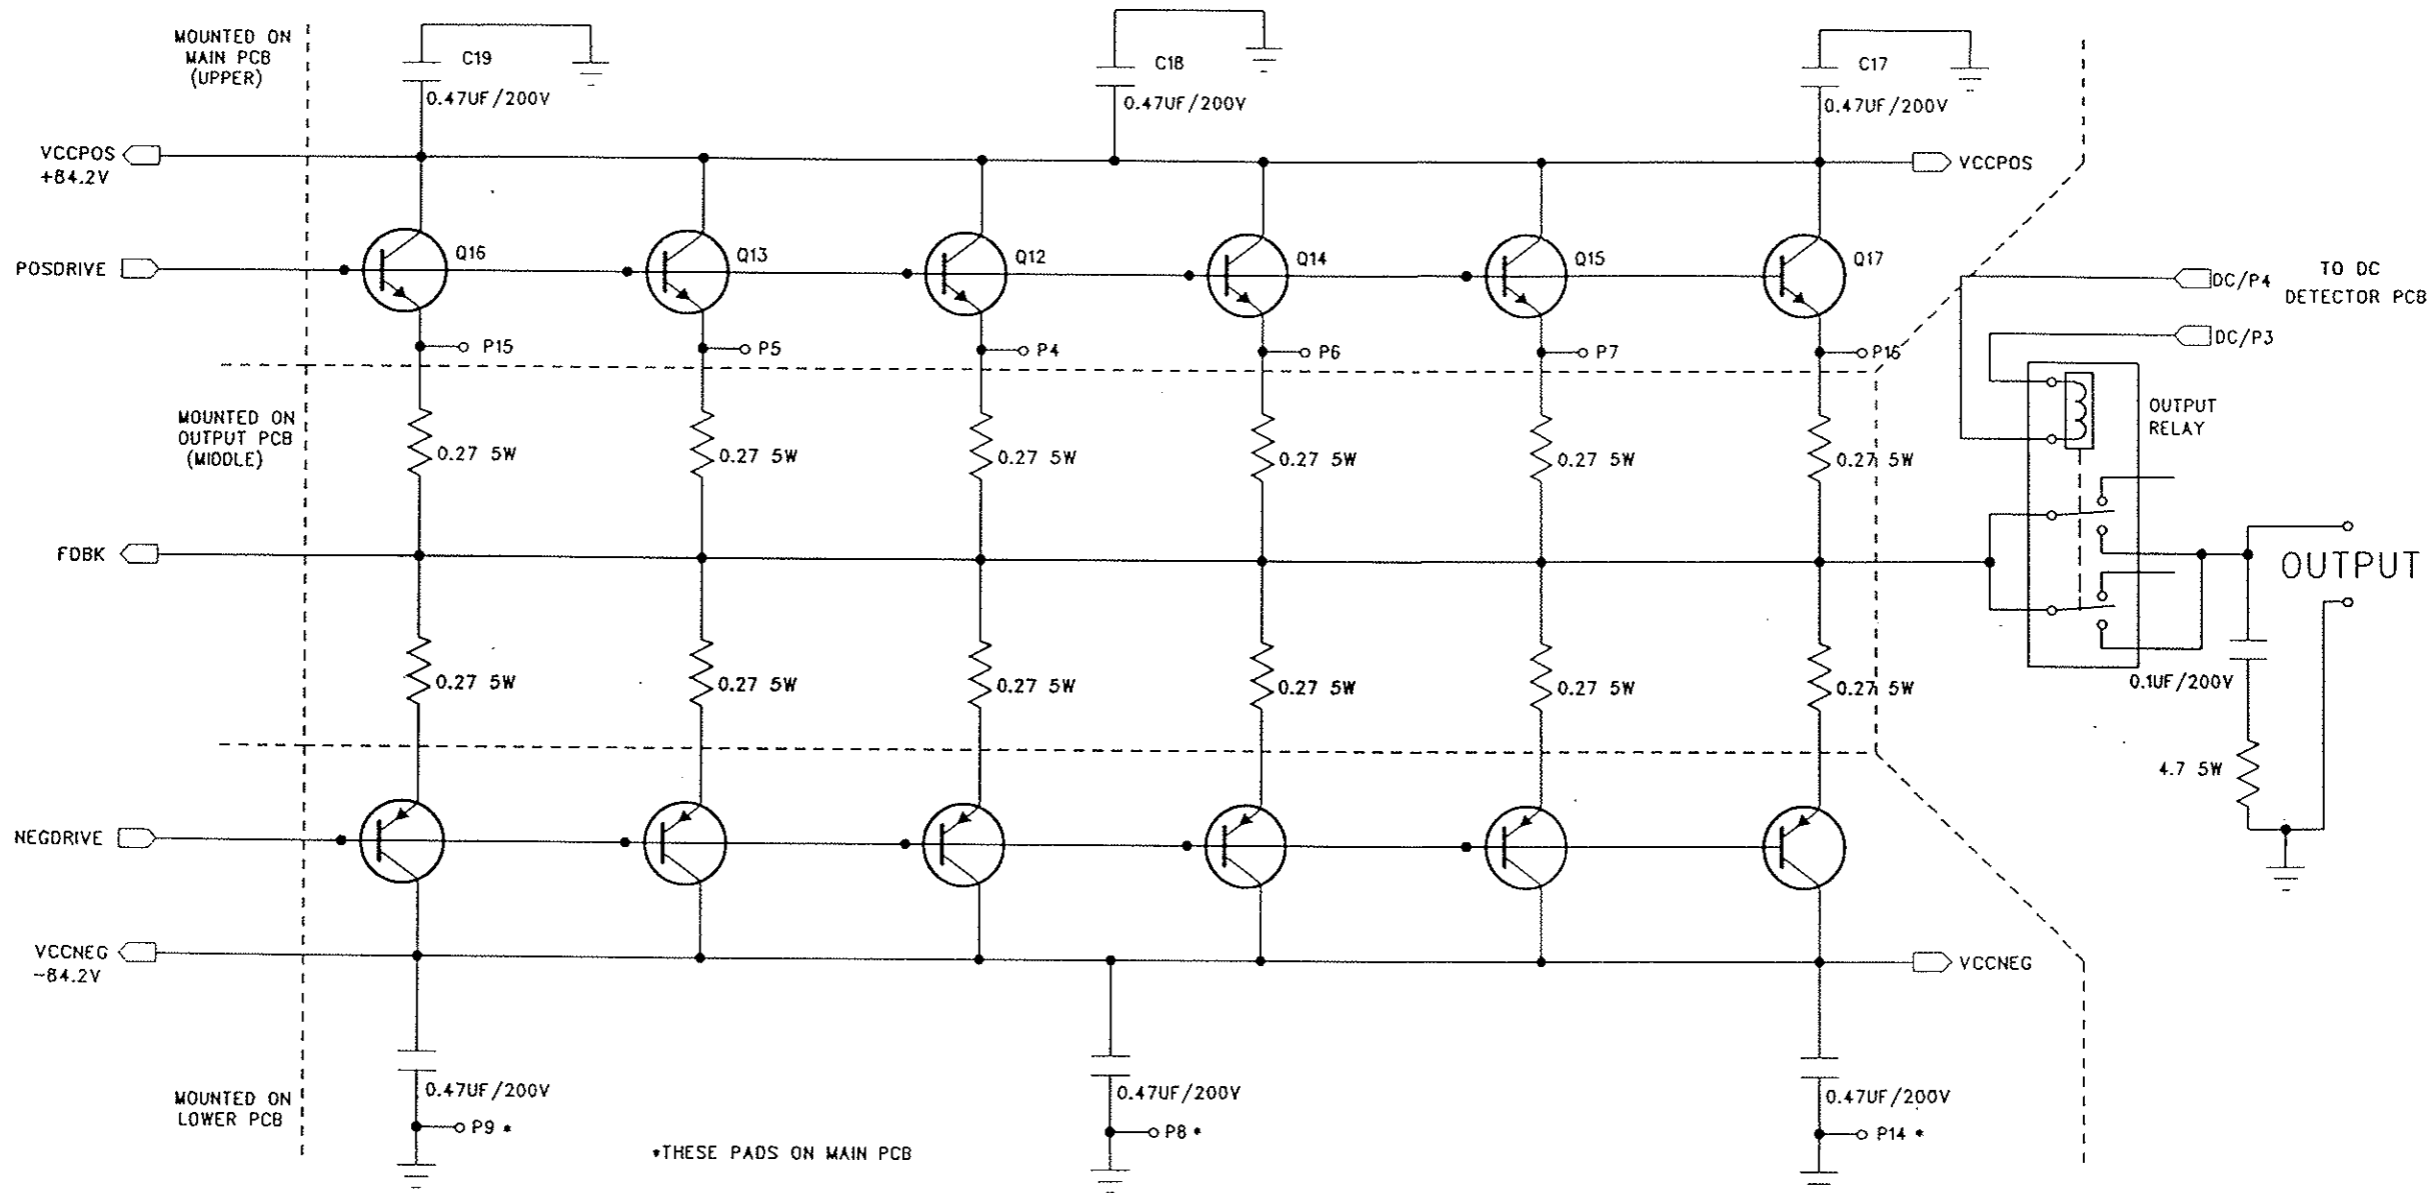 MOUNTED ON
MAIN PCB
(UPPER)
C19
0.47UF/200V
C18
0.47UF/200V
C17
0.47UF/200V
VCCPOS
+84.2V
VCCPOS
POSDRIVE
Q16
Q13
Q12
Q14
Q15
Q17
DC/P4
TO DC
DETECTOR PCB
DC/P3
P15
P5
P4
P6
P7
P16
MOUNTED ON
OUTPUT PCB
(MIDDLE)
0.27 5W
0.27 5W
0.27 5W
0.27 5W
0.27 5W
0.27 5W
OUTPUT
RELAY
FDBK
OUTPUT
0.27 5W
0.27 5W
0.27 5W
0.27 5W
0.27 5W
0.27 5W
0.1UF/200V
4.7 5W
NEGDRIVE
VCCNEG
-84.2V
VCCNEG
MOUNTED ON
LOWER PCB
0.47UF/200V
0.47UF/200V
0.47UF/200V
P9 *
P8 *
P14 *
*THESE PADS ON MAIN PCB